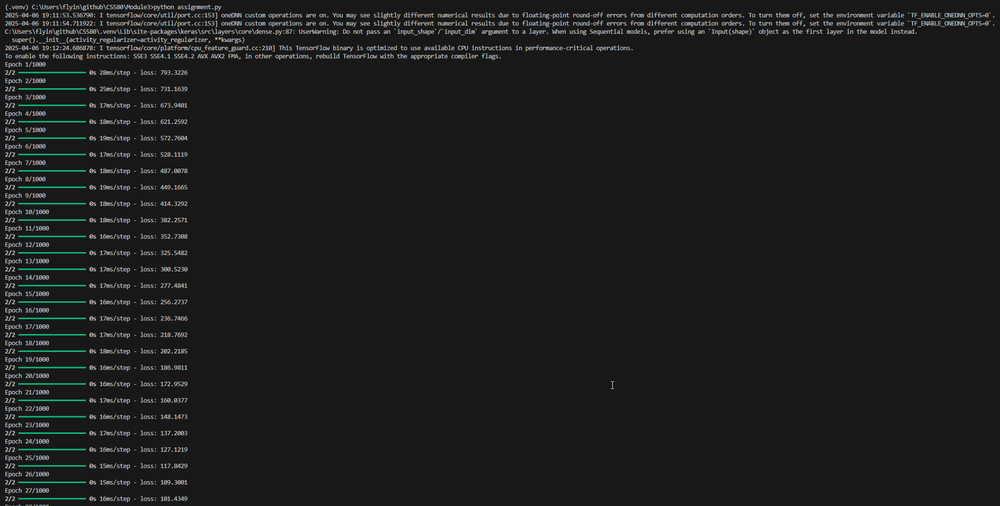 (.venv) C:\Users\flyin\github\CS580\Module3>python assignment.py
2025-04-06 19:11:53.536790: I tensorflow/core/util/port.cc:153] oneDNN custom operations are on. You may see slightly different numerical results due to floating-point round-off errors from different computation orders. To turn them off, set the environment variable `TF_ENABLE_ONEDNN_OPTS=0`.
2025-04-06 19:11:54.711922: I tensorflow/core/util/port.cc:153] oneDNN custom operations are on. You may see slightly different numerical results due to floating-point round-off errors from different computation orders. To turn them off, set the environment variable `TF_ENABLE_ONEDNN_OPTS=0`.
C:\Users\flyin\github\CS580\.venv\Lib\site-packages\keras\src\layers\core\dense.py:87: UserWarning: Do not pass an `input_shape`/`input_dim` argument to a layer. When using Sequential models, prefer using an `Input(shape)` object as the first layer in the model instead.
  super().__init__(activity_regularizer=activity_regularizer, **kwargs)
2025-04-06 19:12:24.686878: I tensorflow/core/platform/cpu_feature_guard.cc:210] This TensorFlow binary is optimized to use available CPU instructions in performance-critical operations.
To enable the following instructions: SSE3 SSE4.1 SSE4.2 AVX AVX2 FMA, in other operations, rebuild TensorFlow with the appropriate compiler flags.
Epoch 1/1000
2/2 0s 28ms/step - loss: 793.3226
Epoch 2/1000
2/2 0s 25ms/step - loss: 731.1639
Epoch 3/1000
2/2 0s 17ms/step - loss: 673.9401
Epoch 4/1000
2/2 0s 18ms/step - loss: 621.2592
Epoch 5/1000
2/2 0s 19ms/step - loss: 572.7604
Epoch 6/1000
2/2 0s 17ms/step - loss: 528.1119
Epoch 7/1000
2/2 0s 18ms/step - loss: 487.0078
Epoch 8/1000
2/2 0s 19ms/step - loss: 449.1665
Epoch 9/1000
2/2 0s 18ms/step - loss: 414.3292
Epoch 10/1000
2/2 0s 18ms/step - loss: 382.2571
Epoch 11/1000
2/2 0s 16ms/step - loss: 352.7308
Epoch 12/1000
2/2 0s 17ms/step - loss: 325.5482
Epoch 13/1000
2/2 0s 17ms/step - loss: 300.5230
Epoch 14/1000
2/2 0s 17ms/step - loss: 277.4841
Epoch 15/1000
2/2 0s 16ms/step - loss: 256.2737
Epoch 16/1000
2/2 0s 17ms/step - loss: 236.7466
Epoch 17/1000
2/2 0s 17ms/step - loss: 218.7692
Epoch 18/1000
2/2 0s 18ms/step - loss: 202.2185
Epoch 19/1000
2/2 0s 16ms/step - loss: 186.9811
Epoch 20/1000
2/2 0s 16ms/step - loss: 172.9529
Epoch 21/1000
2/2 0s 17ms/step - loss: 160.0377
Epoch 22/1000
2/2 0s 16ms/step - loss: 148.1473
Epoch 23/1000
2/2 0s 17ms/step - loss: 137.2003
Epoch 24/1000
2/2 0s 16ms/step - loss: 127.1219
Epoch 25/1000
2/2 0s 15ms/step - loss: 117.8429
Epoch 26/1000
2/2 0s 15ms/step - loss: 109.3001
Epoch 27/1000
2/2 0s 16ms/step - loss: 101.4349